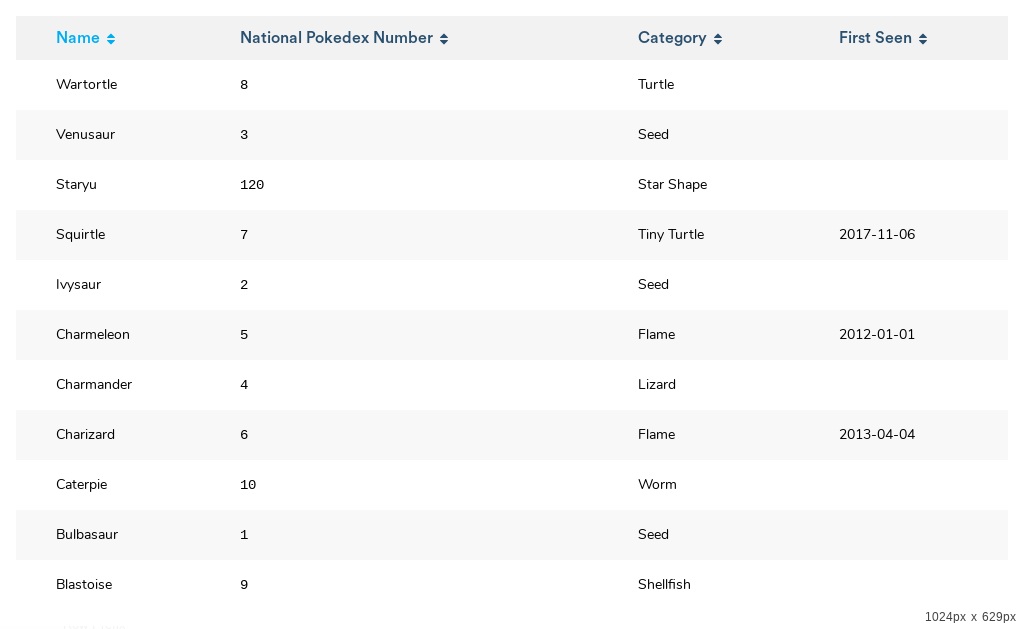 Name National Pokedex Number Category First Seen
Wartortle 8 Turtle
Venusaur 3 Seed
Staryu 120 Star Shape
Squirtle 7 Tiny Turtle 2017-11-06
Ivysaur 2 Seed
Charmeleon 5 Flame 2012-01-01
Charmander 4 Lizard
Charizard 6 Flame 2013-04-04
Caterpie 10 Worm
Bulbasaur 1 Seed
Blastoise 9 Shellfish
1024px x 629px